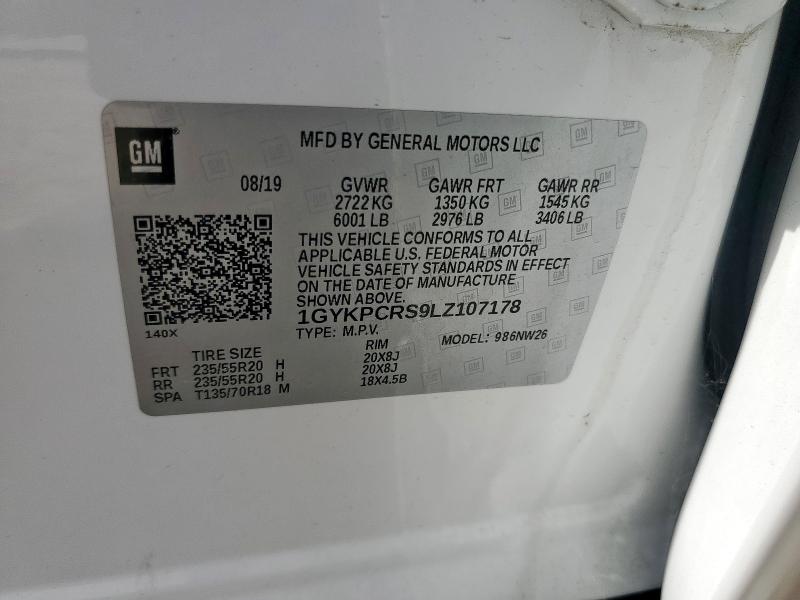 GM
MFD BY GENERAL MOTORS LLC
08/19 GVWR GAWR FRT GAWR RR
2722 KG 1350 KG 1545 KG
6001 LB 2976 LB 3406 LB
THIS VEHICLE CONFORMS TO ALL
APPLICABLE U.S. FEDERAL MOTOR
VEHICLE SAFETY STANDARDS IN EFFECT
ON THE DATE OF MANUFACTURE
SHOWN ABOVE.
1GYKPCRS9LZ107178
140X
TYPE: M.P.V. MODEL: 986NW26
TIRE SIZE RIM
FRT 235/55R20 H 20X8J
RR 235/55R20 H 20X8J
SPA T135/70R18 M 18X4.5B